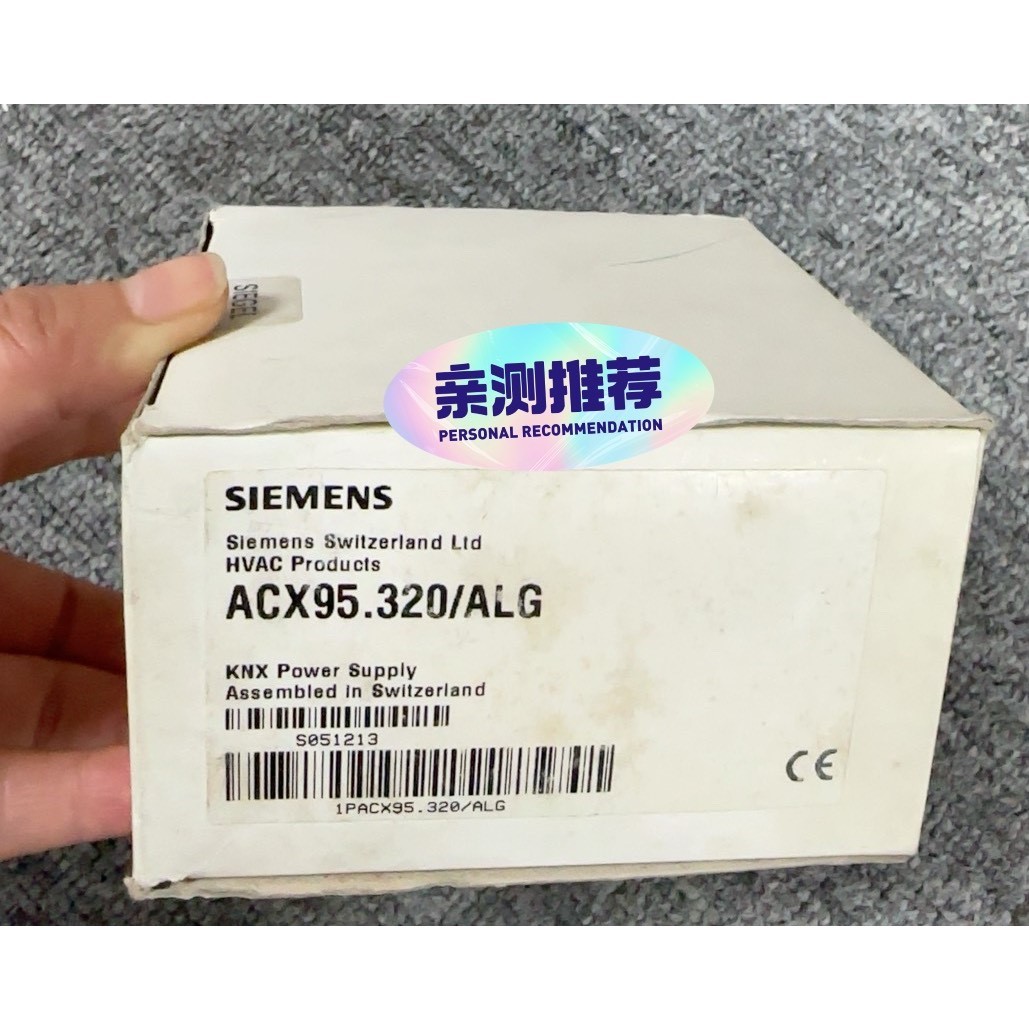 SIEGEL
亲测推荐
PERSONAL RECOMMENDATION
SIEMENS
Siemens Switzerland Ltd
HVAC Products
ACX95.320/ALG
KNX Power Supply
Assembled in Switzerland
S051213
1PACX95.320/ALG
CE